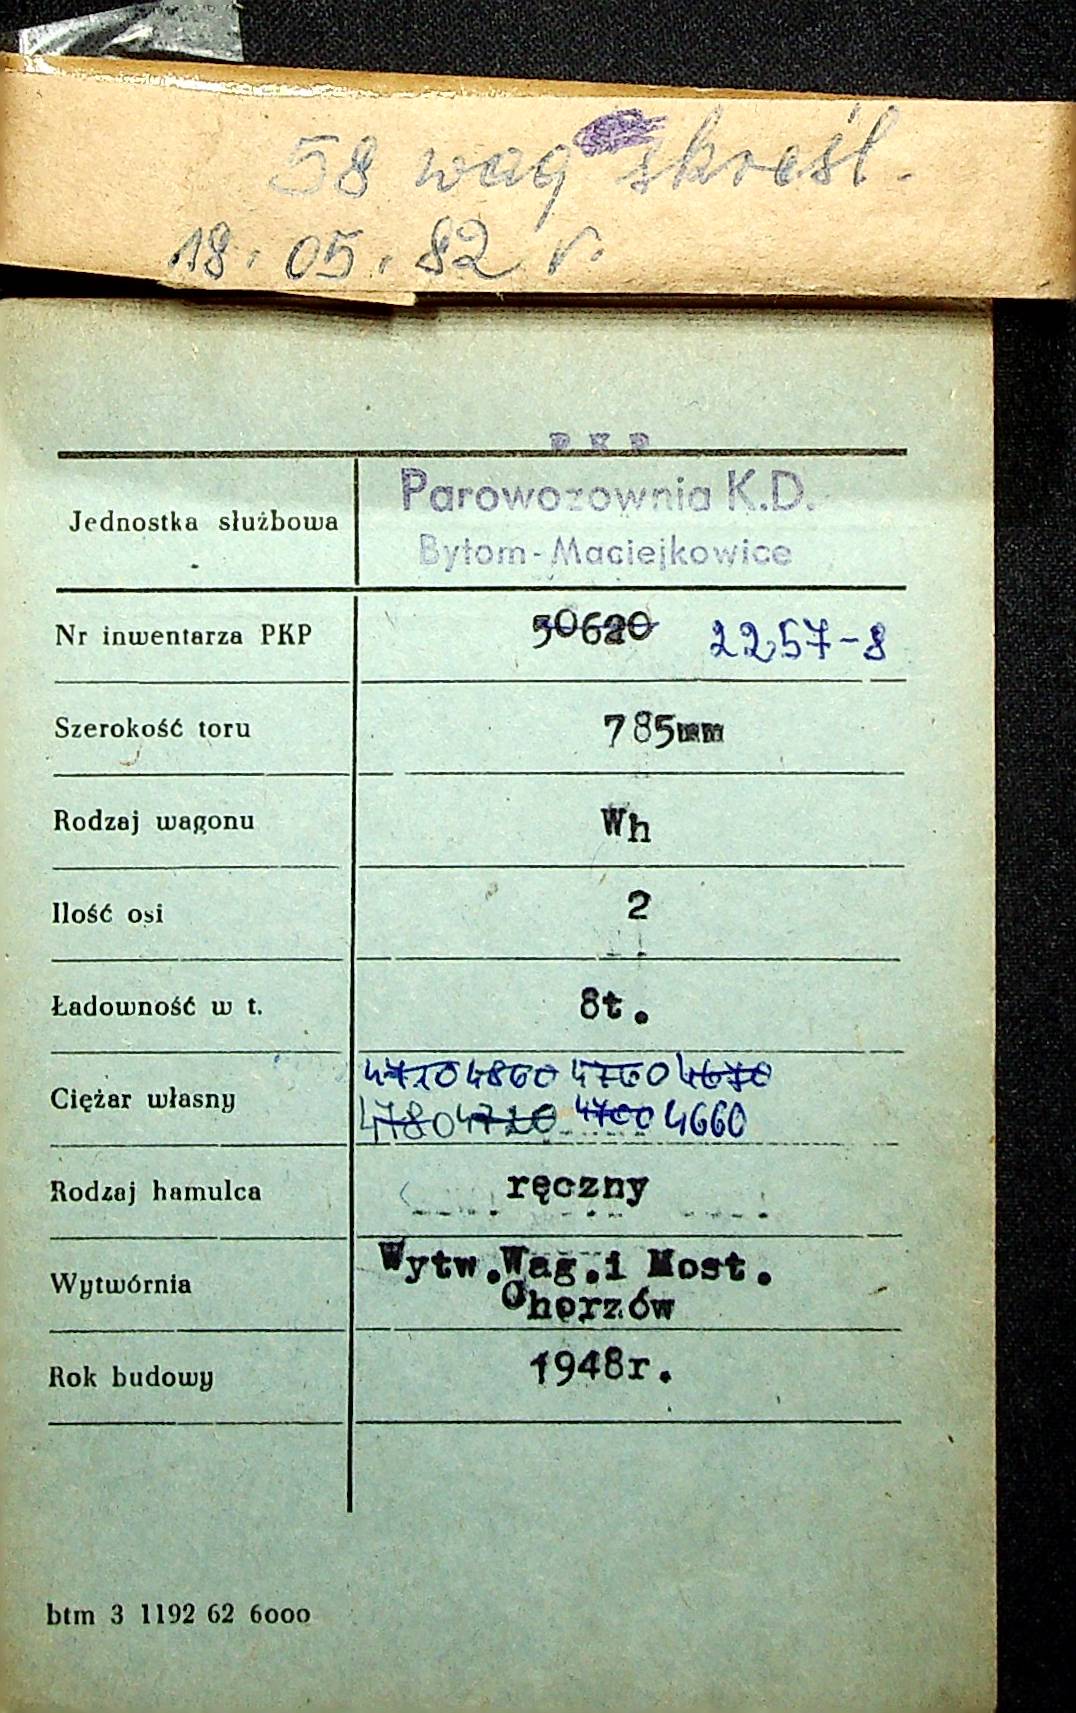 58 wag skreśl.
18.05.82 r.
P K P
Jednostka służbowa Parowozownia K.D.
Bytom-Maciejkowice
Nr inwentarza PKP 50620 2257-8
Szerokość toru 785mm
Rodzaj wagonu Wh
Ilość osi 2
Ładowność w t. 8t.
Ciężar własny 4710 4860 4760 4670
4780 4720 4700 4660
Rodzaj hamulca ręczny
Wytwórnia Wytw.Wag.i Most.
Chorzów
Rok budowy 1948r.
btm 3 1192 62 6000